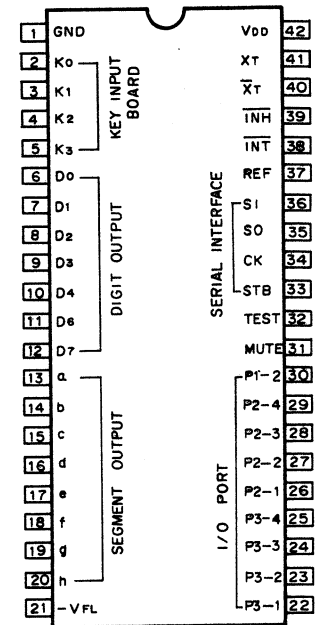 1 GND
2 K0
3 K1
4 K2
5 K3
KEY INPUT
BOARD
6 D0
7 D1
8 D2
9 D3
10 D4
11 D6
12 D7
DIGIT OUTPUT
13 a
14 b
15 c
16 d
17 e
18 f
19 g
20 h
SEGMENT OUTPUT
21 -VFL
VDD 42
XT 41
X̅T 40
I̅N̅H̅ 39
I̅N̅T̅ 38
REF 37
SI 36
SO 35
CK 34
STB 33
SERIAL INTERFACE
TEST 32
MUTE 31
P1-2 30
P2-4 29
P2-3 28
P2-2 27
P2-1 26
P3-4 25
P3-3 24
P3-2 23
P3-1 22
I/O PORT